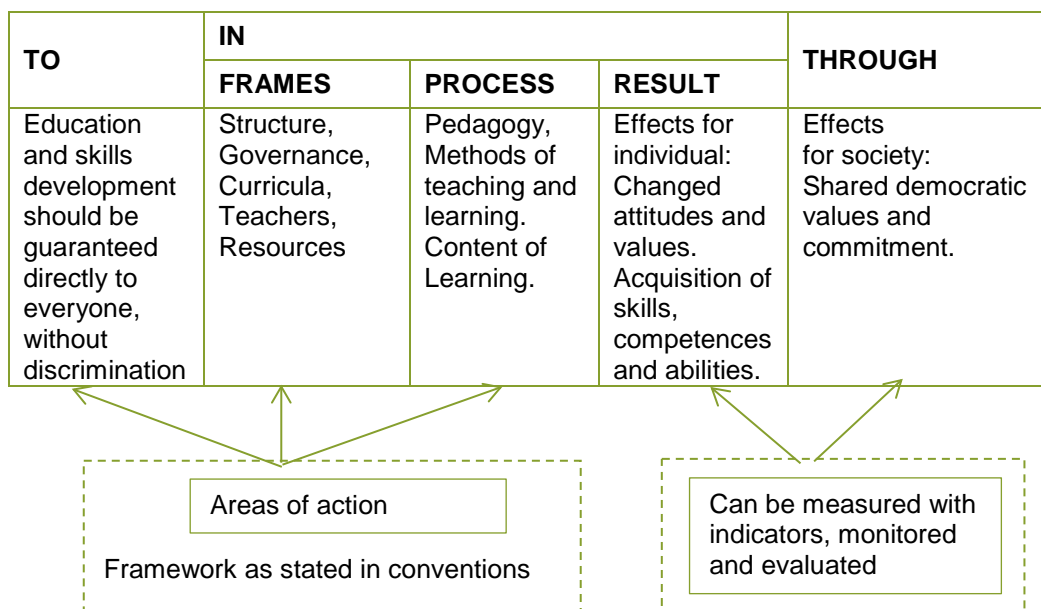 TO
IN
THROUGH
FRAMES
PROCESS
RESULT
Education
and skills
development
should be
guaranteed
directly to
everyone,
without
discrimination
Structure,
Governance,
Curricula,
Teachers,
Resources
Pedagogy,
Methods of
teaching and
learning.
Content of
Learning.
Effects for
individual:
Changed
attitudes and
values.
Acquisition of
skills,
competences
and abilities.
Effects
for society:
Shared democratic
values and
commitment.
Areas of action
Framework as stated in conventions
Can be measured with
indicators, monitored
and evaluated